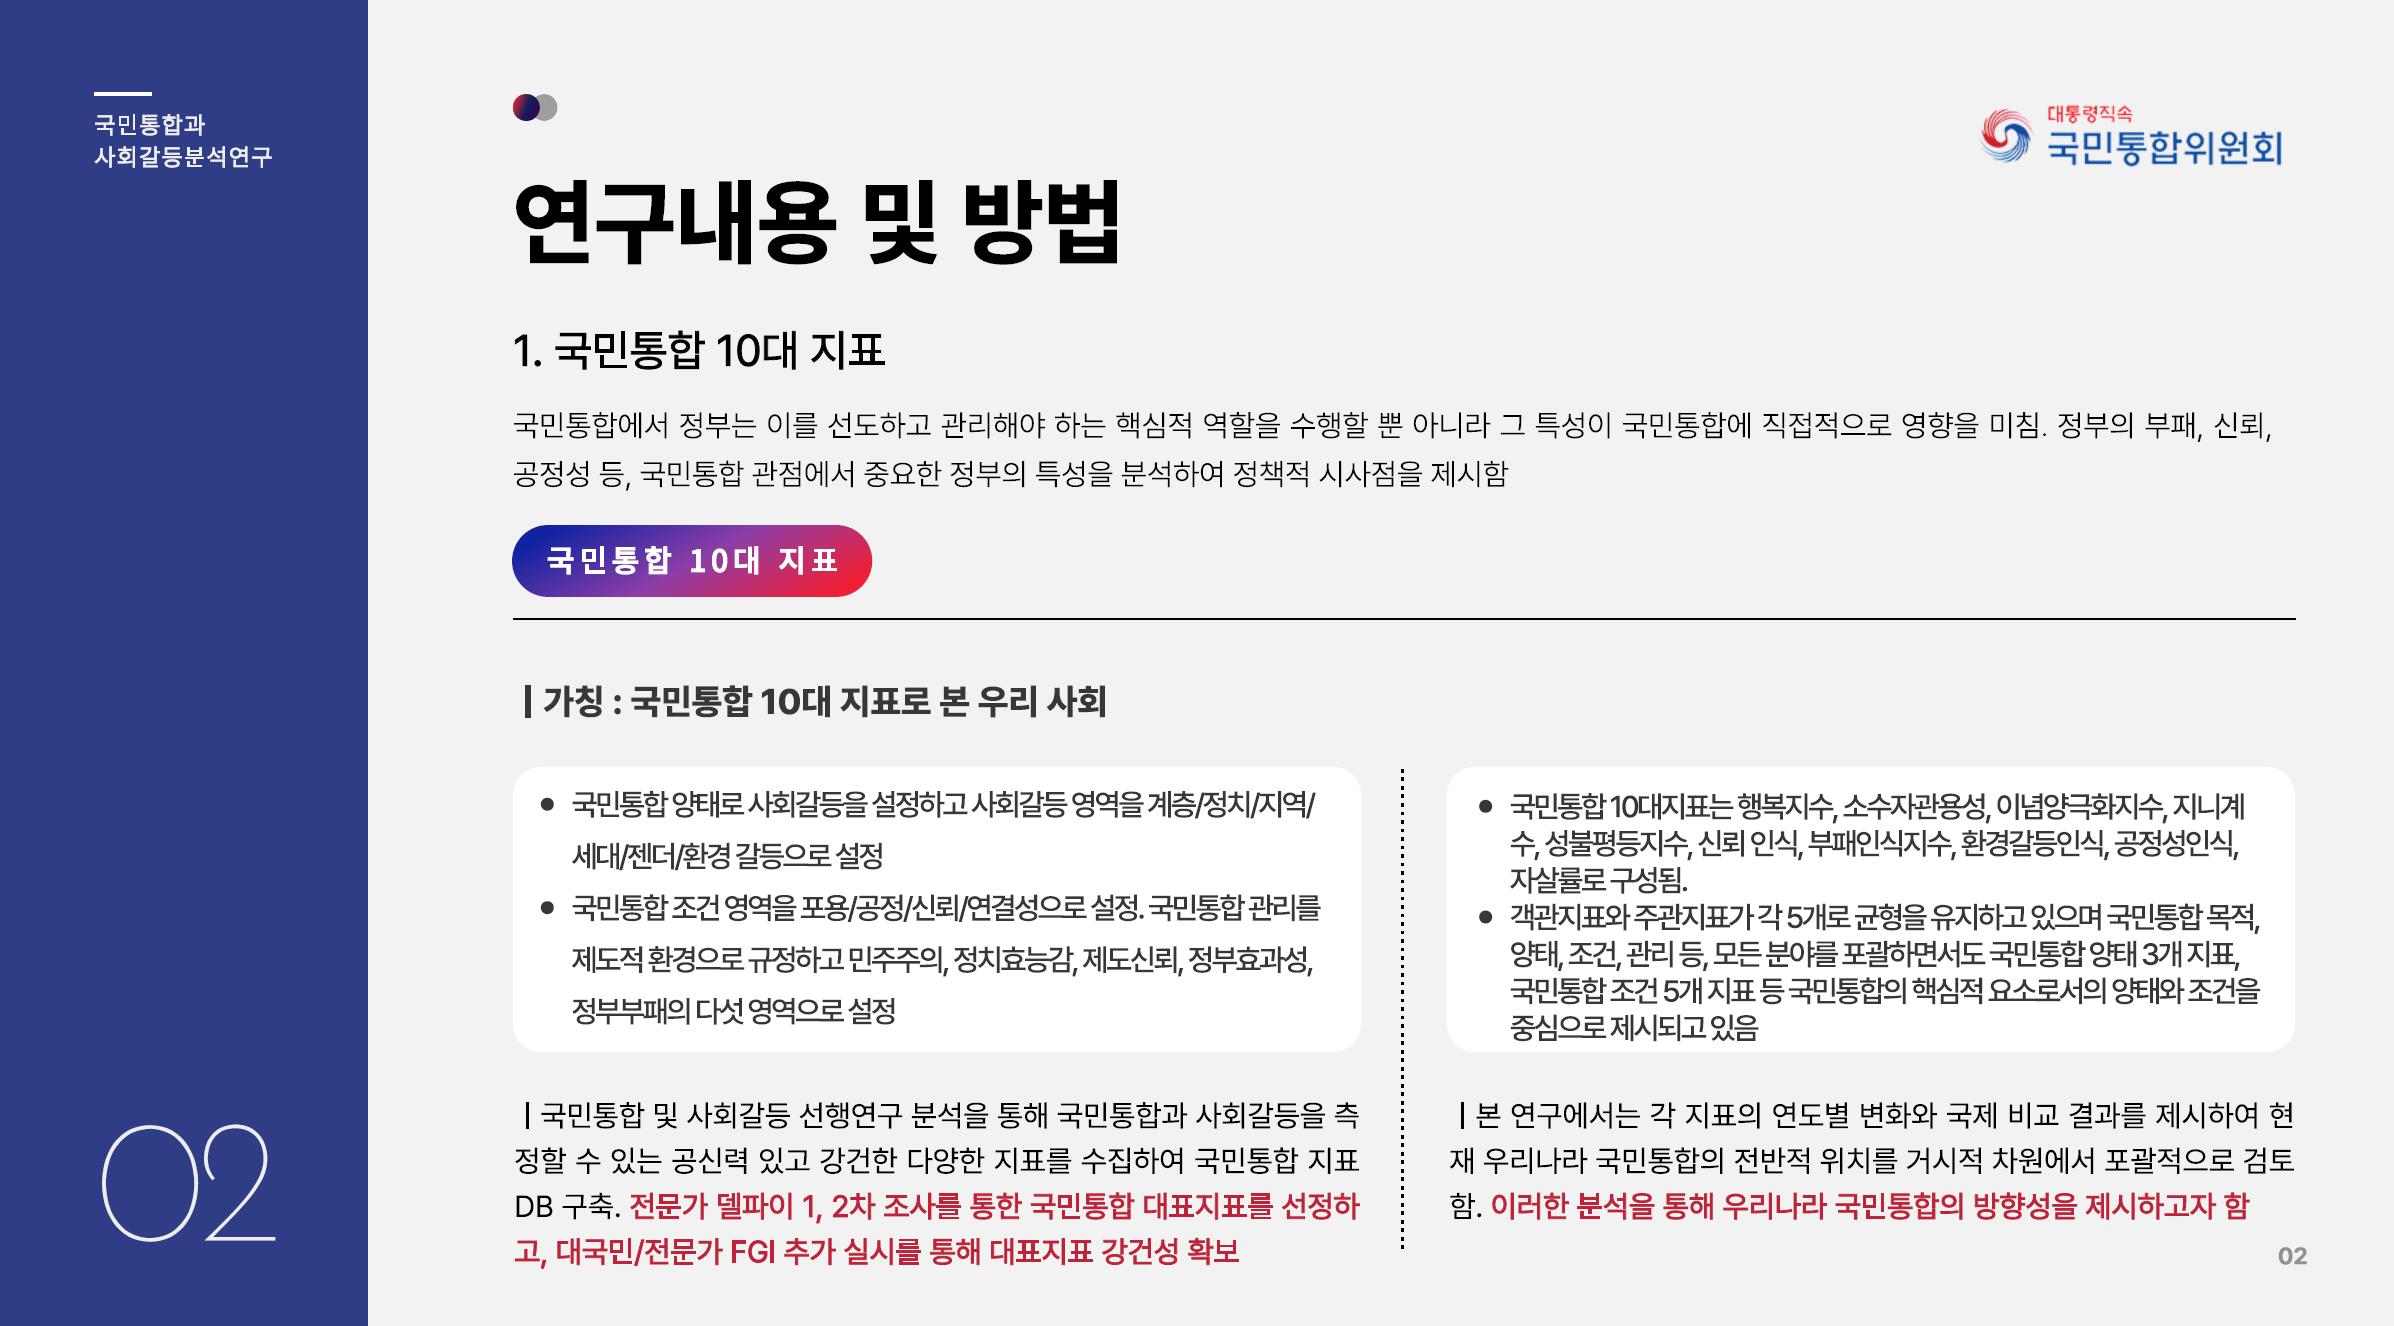 국민통합과
사회갈등분석연구
대통령직속
국민통합위원회
연구내용 및 방법
1. 국민통합 10대 지표
국민통합에서 정부는 이를 선도하고 관리해야 하는 핵심적 역할을 수행할 뿐 아니라 그 특성이 국민통합에 직접적으로 영향을 미침. 정부의 부패, 신뢰,
공정성 등, 국민통합 관점에서 중요한 정부의 특성을 분석하여 정책적 시사점을 제시함
국민통합 10대 지표
┃가칭 : 국민통합 10대 지표로 본 우리 사회
● 국민통합 양태로 사회갈등을 설정하고 사회갈등 영역을 계층/정치/지역/
세대/젠더/환경 갈등으로 설정
● 국민통합 조건 영역을 포용/공정/신뢰/연결성으로 설정. 국민통합 관리를
제도적 환경으로 규정하고 민주주의, 정치효능감, 제도신뢰, 정부효과성,
정부부패의 다섯 영역으로 설정
┃국민통합 및 사회갈등 선행연구 분석을 통해 국민통합과 사회갈등을 측
정할 수 있는 공신력 있고 강건한 다양한 지표를 수집하여 국민통합 지표
DB 구축. 전문가 델파이 1, 2차 조사를 통한 국민통합 대표지표를 선정하
고, 대국민/전문가 FGI 추가 실시를 통해 대표지표 강건성 확보
● 국민통합 10대지표는 행복지수, 소수자관용성, 이념양극화지수, 지니계
수, 성불평등지수, 신뢰 인식, 부패인식지수, 환경갈등인식, 공정성인식,
자살률로 구성됨.
● 객관지표와 주관지표가 각 5개로 균형을 유지하고 있으며 국민통합 목적,
양태, 조건, 관리 등, 모든 분야를 포괄하면서도 국민통합 양태 3개 지표,
국민통합 조건 5개 지표 등 국민통합의 핵심적 요소로서의 양태와 조건을
중심으로 제시되고 있음
┃본 연구에서는 각 지표의 연도별 변화와 국제 비교 결과를 제시하여 현
재 우리나라 국민통합의 전반적 위치를 거시적 차원에서 포괄적으로 검토
함. 이러한 분석을 통해 우리나라 국민통합의 방향성을 제시하고자 함
02
02